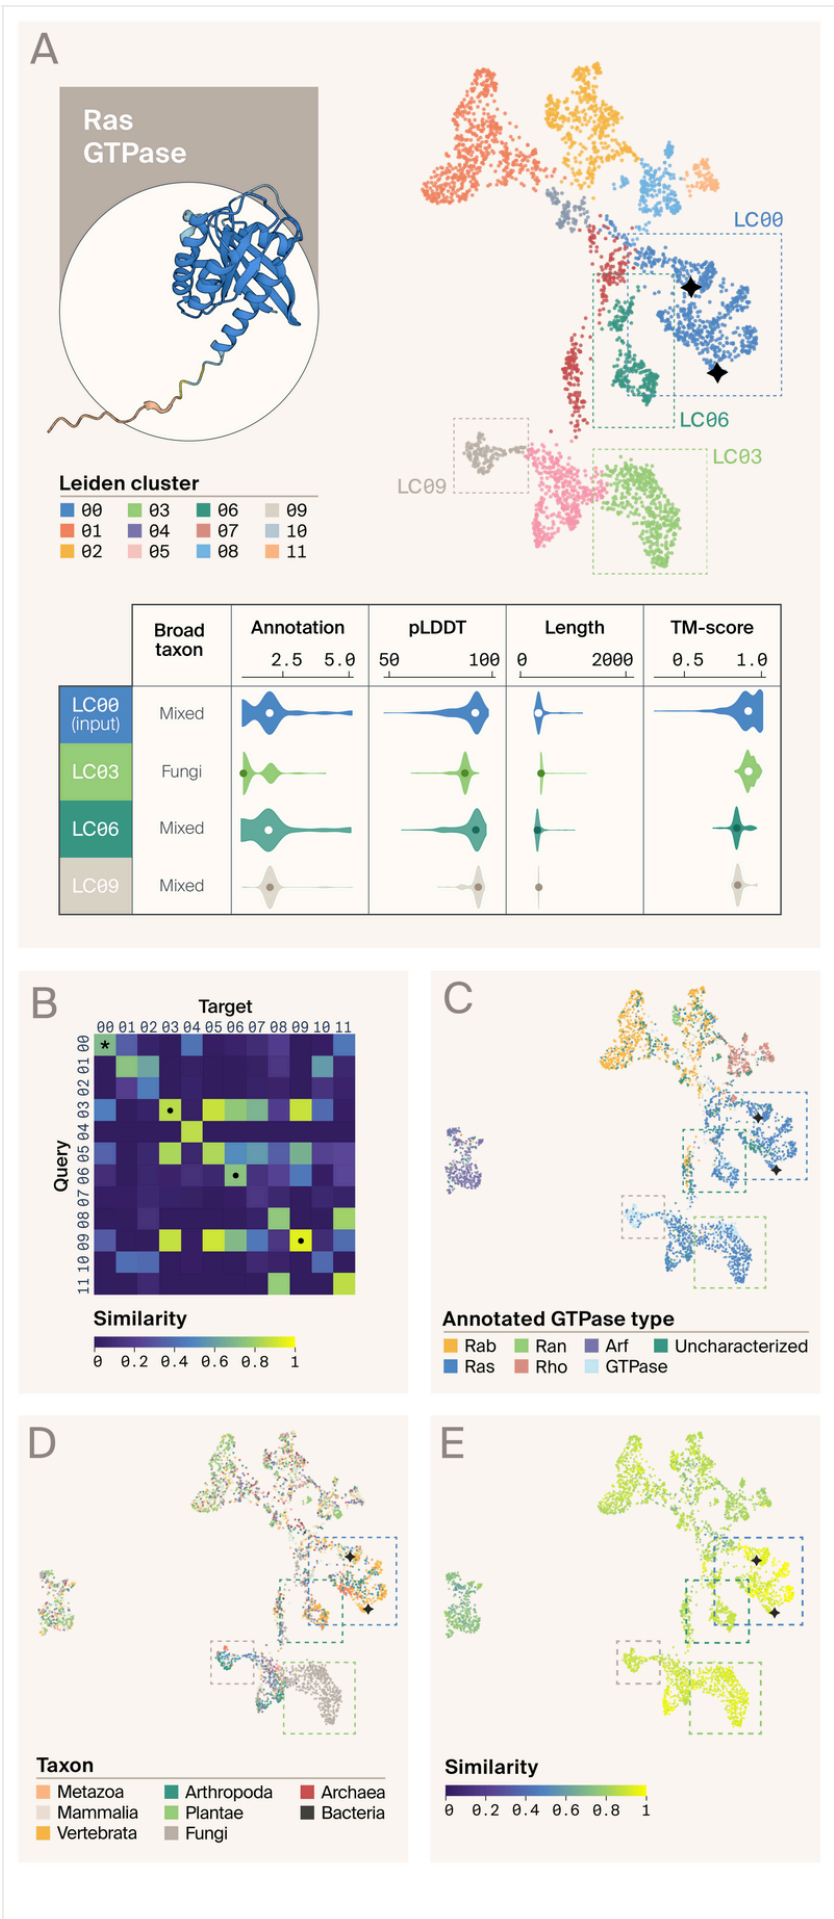 A
Ras
GTPase
LC00
LC06
LC03
LC09
Leiden cluster
00 03 06 09
01 04 07 10
02 05 08 11
Broad taxon Annotation pLDDT Length TM-score
2.5 5.0 50 100 0 2000 0.5 1.0
LC00 (input) Mixed
LC03 Fungi
LC06 Mixed
LC09 Mixed
B
Target
00 01 02 03 04 05 06 07 08 09 10 11
Query
00 01 02 03 04 05 06 07 08 09 10 11
*
Similarity
0 0.2 0.4 0.6 0.8 1
C
Annotated GTPase type
Rab Ran Arf Uncharacterized
Ras Rho GTPase
D
Taxon
Metazoa Arthropoda Archaea
Mammalia Plantae Bacteria
Vertebrata Fungi
E
Similarity
0 0.2 0.4 0.6 0.8 1